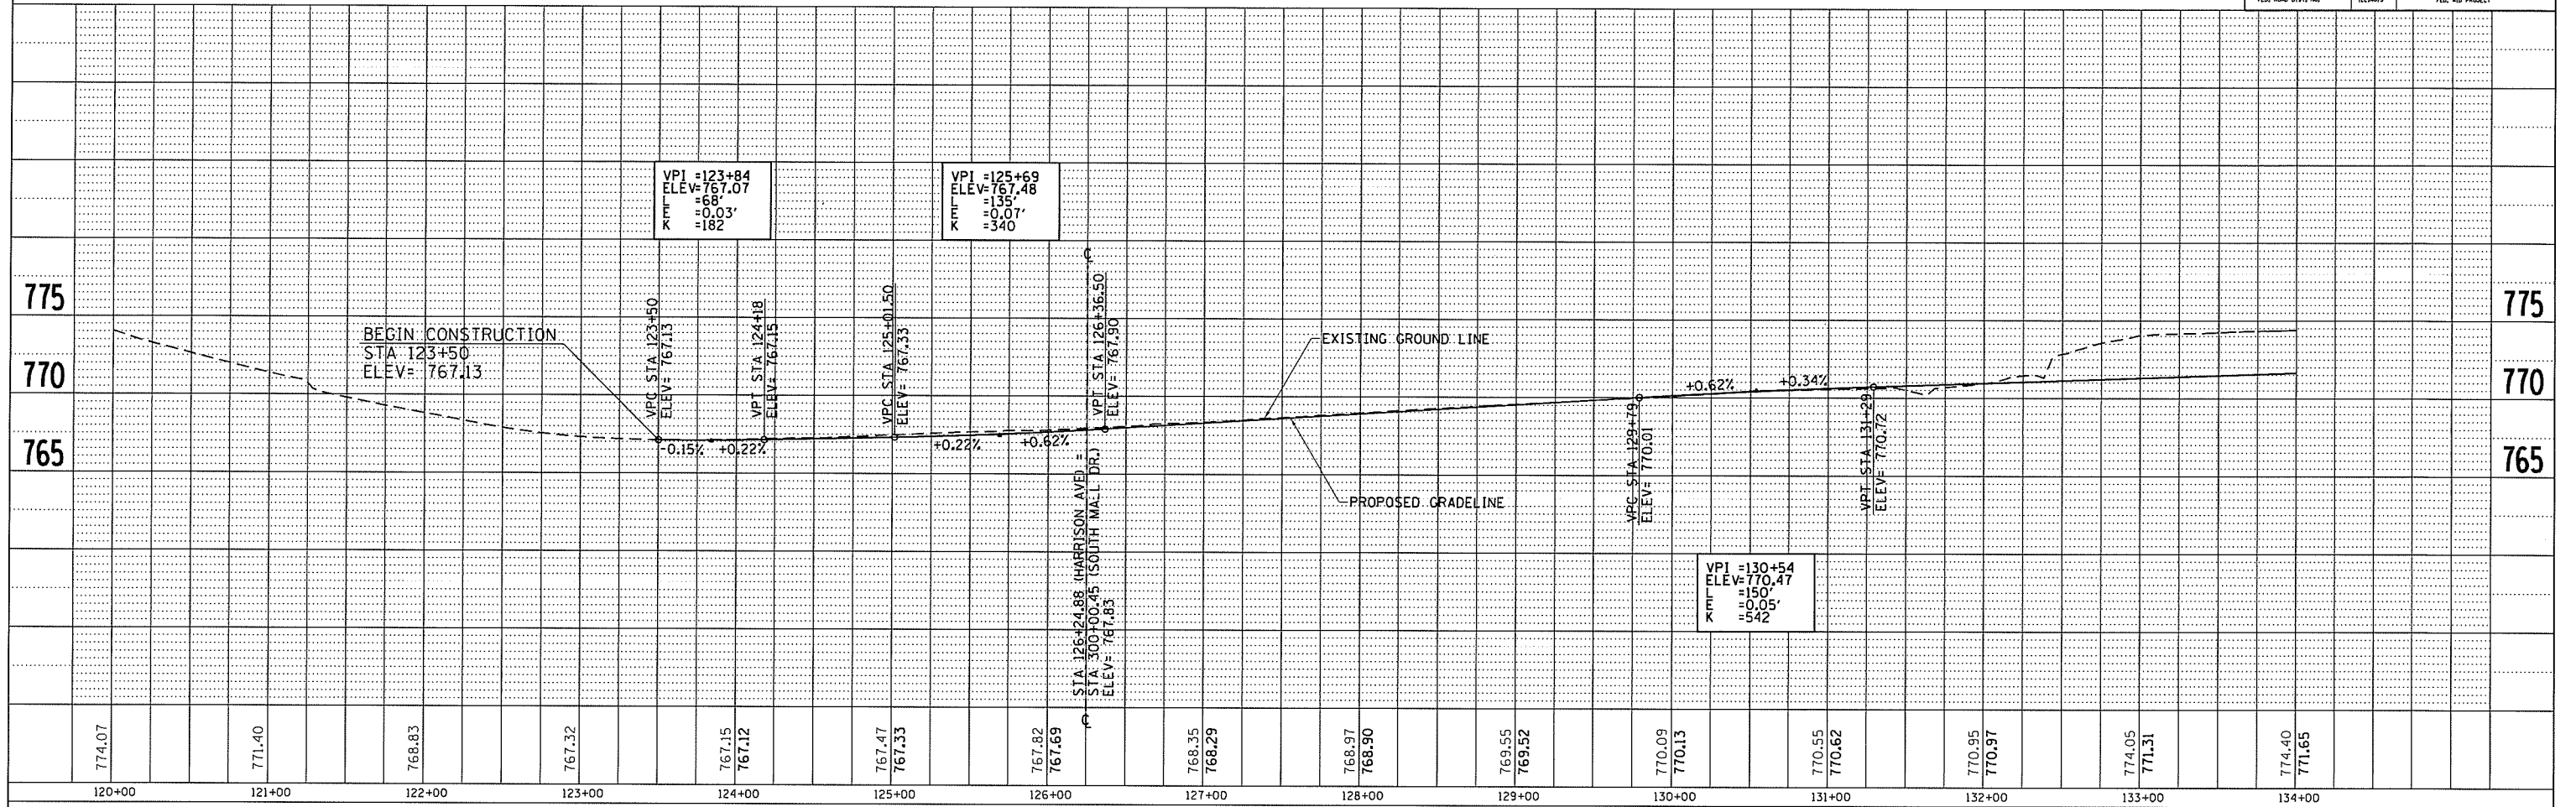 FED. ROAD DIST. NO. ILLINOIS FED. AID PROJECT
VPI =123+84
ELEV=767.07
L =68'
E =0.03'
K =182
VPI =125+69
ELEV=767.48
L =135'
E =0.07'
K =340
775
775
770
770
765
765
BEGIN CONSTRUCTION
STA 123+50
ELEV= 767.13
VPC STA 123+50
ELEV= 767.13
VPT STA 124+18
ELEV= 767.15
VPC STA 125+01.50
ELEV= 767.33
℄
VPT STA 126+36.50
ELEV= 767.90
EXISTING GROUND LINE
-0.15%
+0.22%
+0.22%
+0.62%
+0.62%
+0.34%
PROPOSED GRADELINE
STA 126+24.88 (HARRISON AVE) =
STA 300+00.45 (SOUTH MALL DR.)
ELEV= 767.83
℄
VPC STA 129+79
ELEV= 770.01
VPT STA 131+29
ELEV= 770.72
VPI =130+54
ELEV=770.47
L =150'
E =0.05'
K =542
774.07
771.40
768.83
767.32
767.15
767.12
767.47
767.33
767.82
767.69
768.35
768.29
768.97
768.90
769.55
769.52
770.09
770.13
770.55
770.62
770.95
770.97
774.05
771.31
774.40
771.65
120+00
121+00
122+00
123+00
124+00
125+00
126+00
127+00
128+00
129+00
130+00
131+00
132+00
133+00
134+00